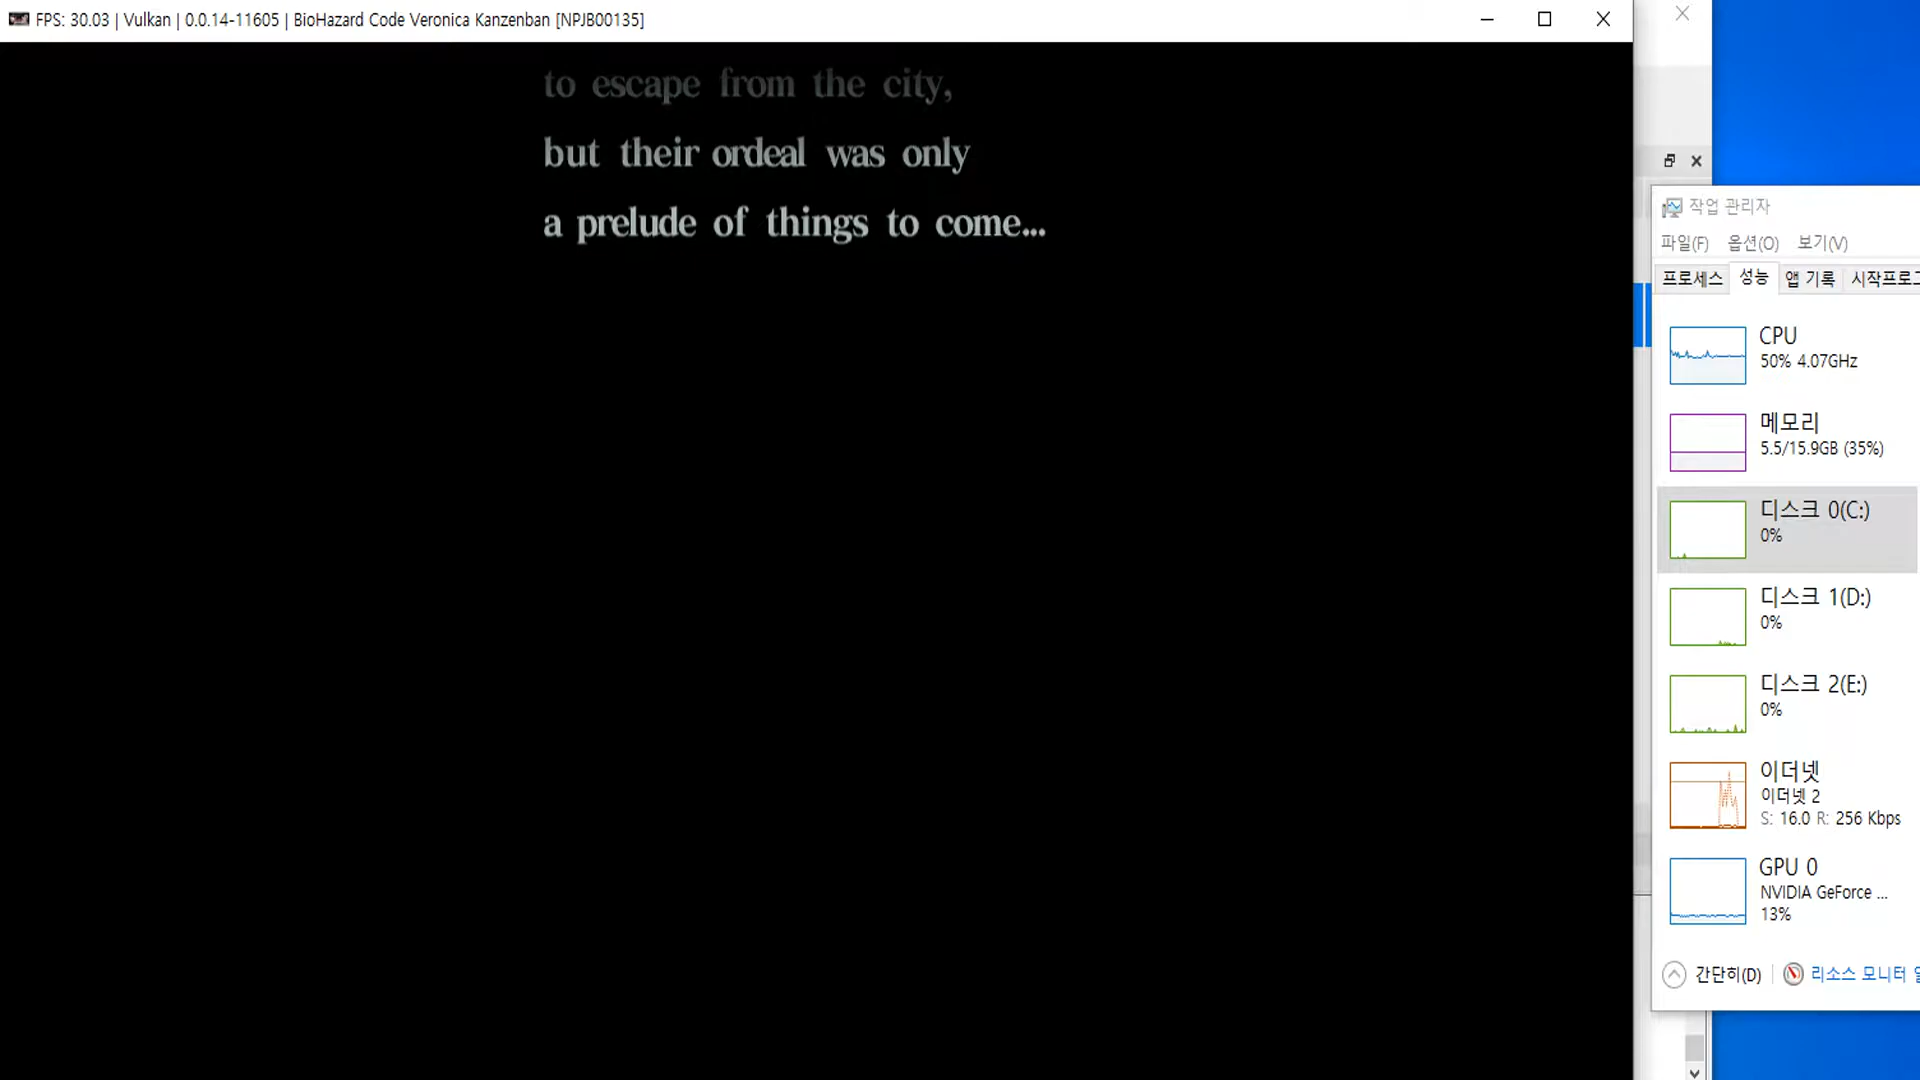 FPS: 30.03 | Vulkan | 0.0.14-11605 | BioHazard Code Veronica Kanzenban [NPJB00135]
to escape from the city,
but their ordeal was only
a prelude of things to come...
작업 관리자
파일(F) 옵션(O) 보기(V)
프로세스 성능 앱 기록 시작프로그
CPU
50% 4.07GHz
메모리
5.5/15.9GB (35%)
디스크 0(C:)
0%
디스크 1(D:)
0%
디스크 2(E:)
0%
이더넷
이더넷 2
S: 16.0 R: 256 Kbps
GPU 0
NVIDIA GeForce ...
13%
간단히(D) 리소스 모니터